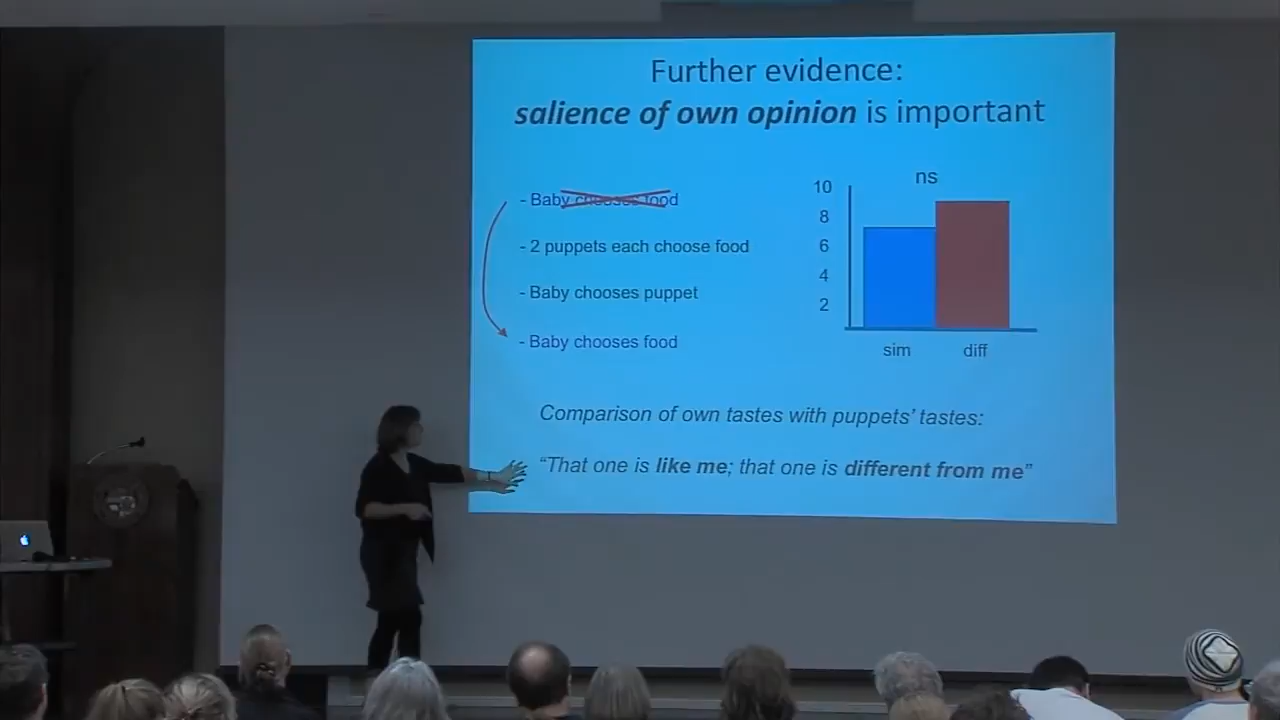 Further evidence:
salience of own opinion is important
- Baby chooses food
- 2 puppets each choose food
- Baby chooses puppet
- Baby chooses food
ns
10
8
6
4
2
sim diff
Comparison of own tastes with puppets’ tastes:
“That one is like me; that one is different from me”